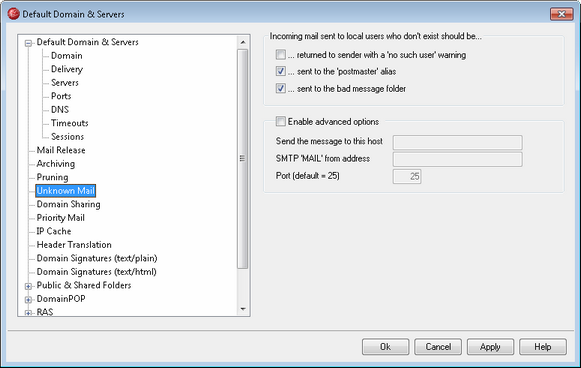 Default Domain & Servers
Default Domain & Servers
Domain
Delivery
Servers
Ports
DNS
Timeouts
Sessions
Mail Release
Archiving
Pruning
Unknown Mail
Domain Sharing
Priority Mail
IP Cache
Header Translation
Domain Signatures (text/plain)
Domain Signatures (text/html)
Public & Shared Folders
DomainPOP
RAS
Incoming mail sent to local users who don't exist should be...
... returned to sender with a 'no such user' warning
... sent to the 'postmaster' alias
... sent to the bad message folder
Enable advanced options
Send the message to this host
SMTP 'MAIL' from address
Port (default = 25)
25
Ok
Cancel
Apply
Help